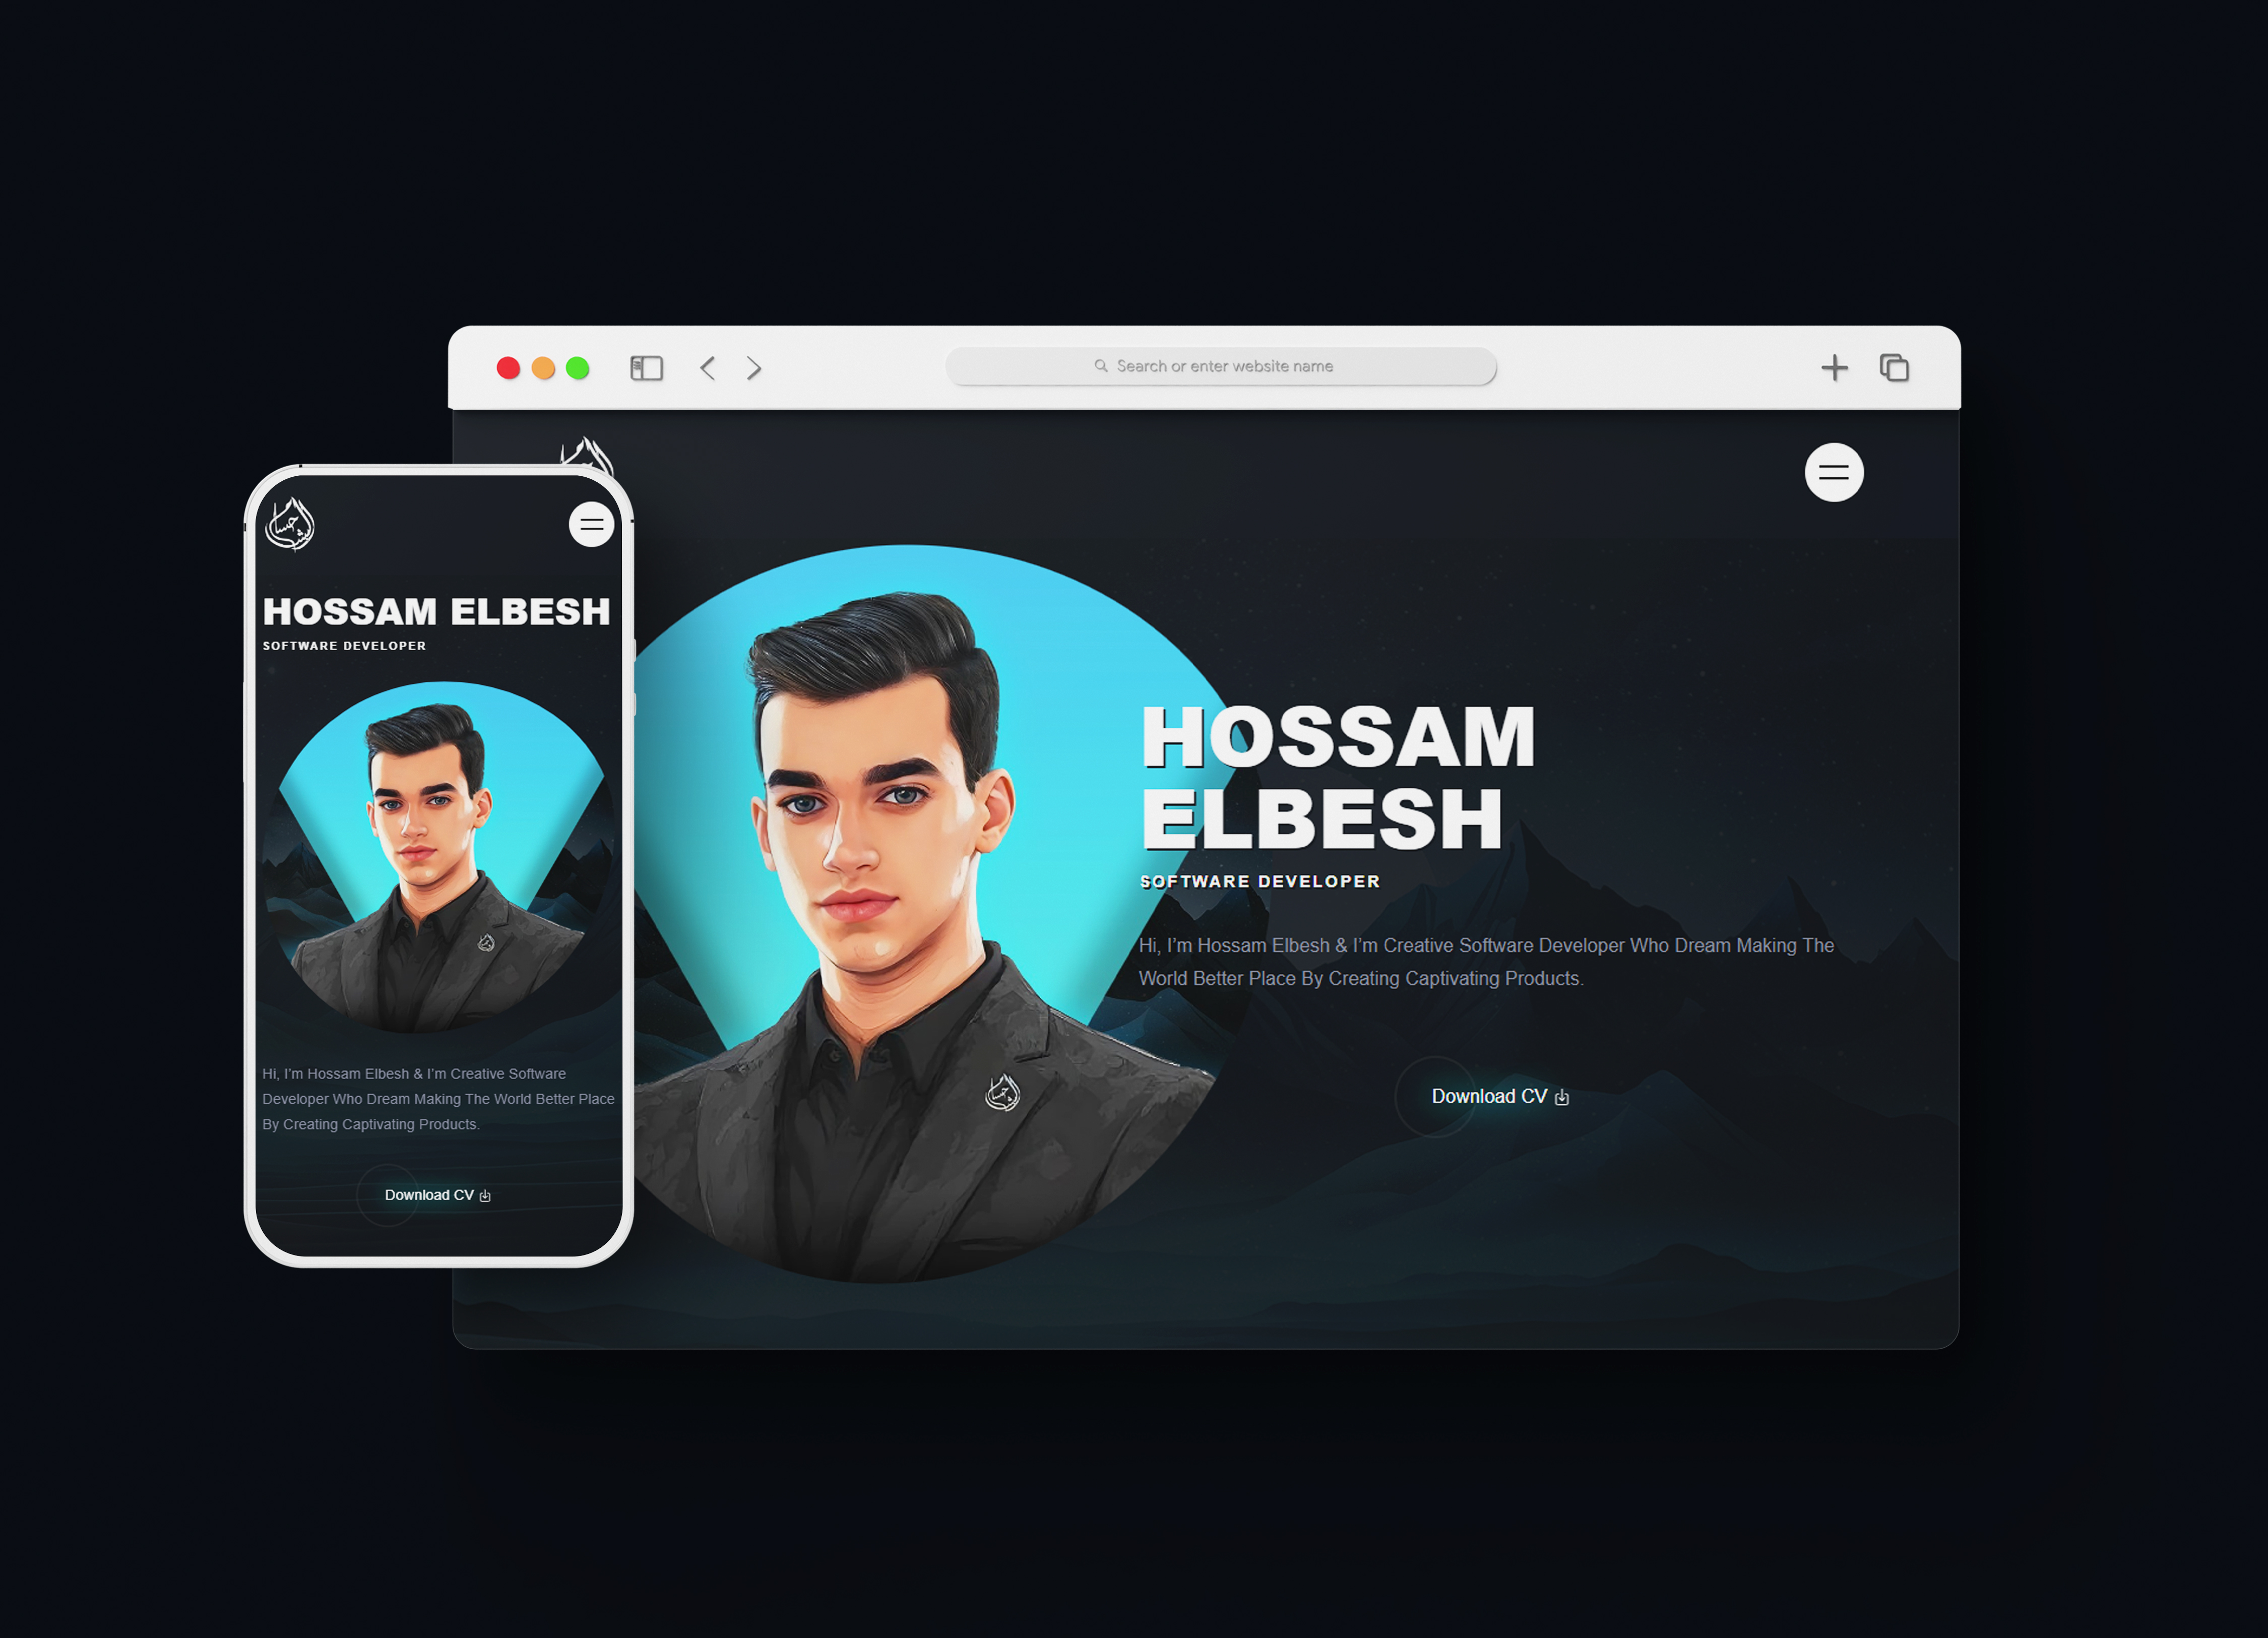 Search or enter website name
حسام
البشبيشي
HOSSAM ELBESH
SOFTWARE DEVELOPER
Hi, I’m Hossam Elbesh & I’m Creative Software
Developer Who Dream Making The World Better Place
By Creating Captivating Products.
Download CV
HOSSAM
ELBESH
SOFTWARE DEVELOPER
Hi, I’m Hossam Elbesh & I’m Creative Software Developer Who Dream Making The
World Better Place By Creating Captivating Products.
Download CV